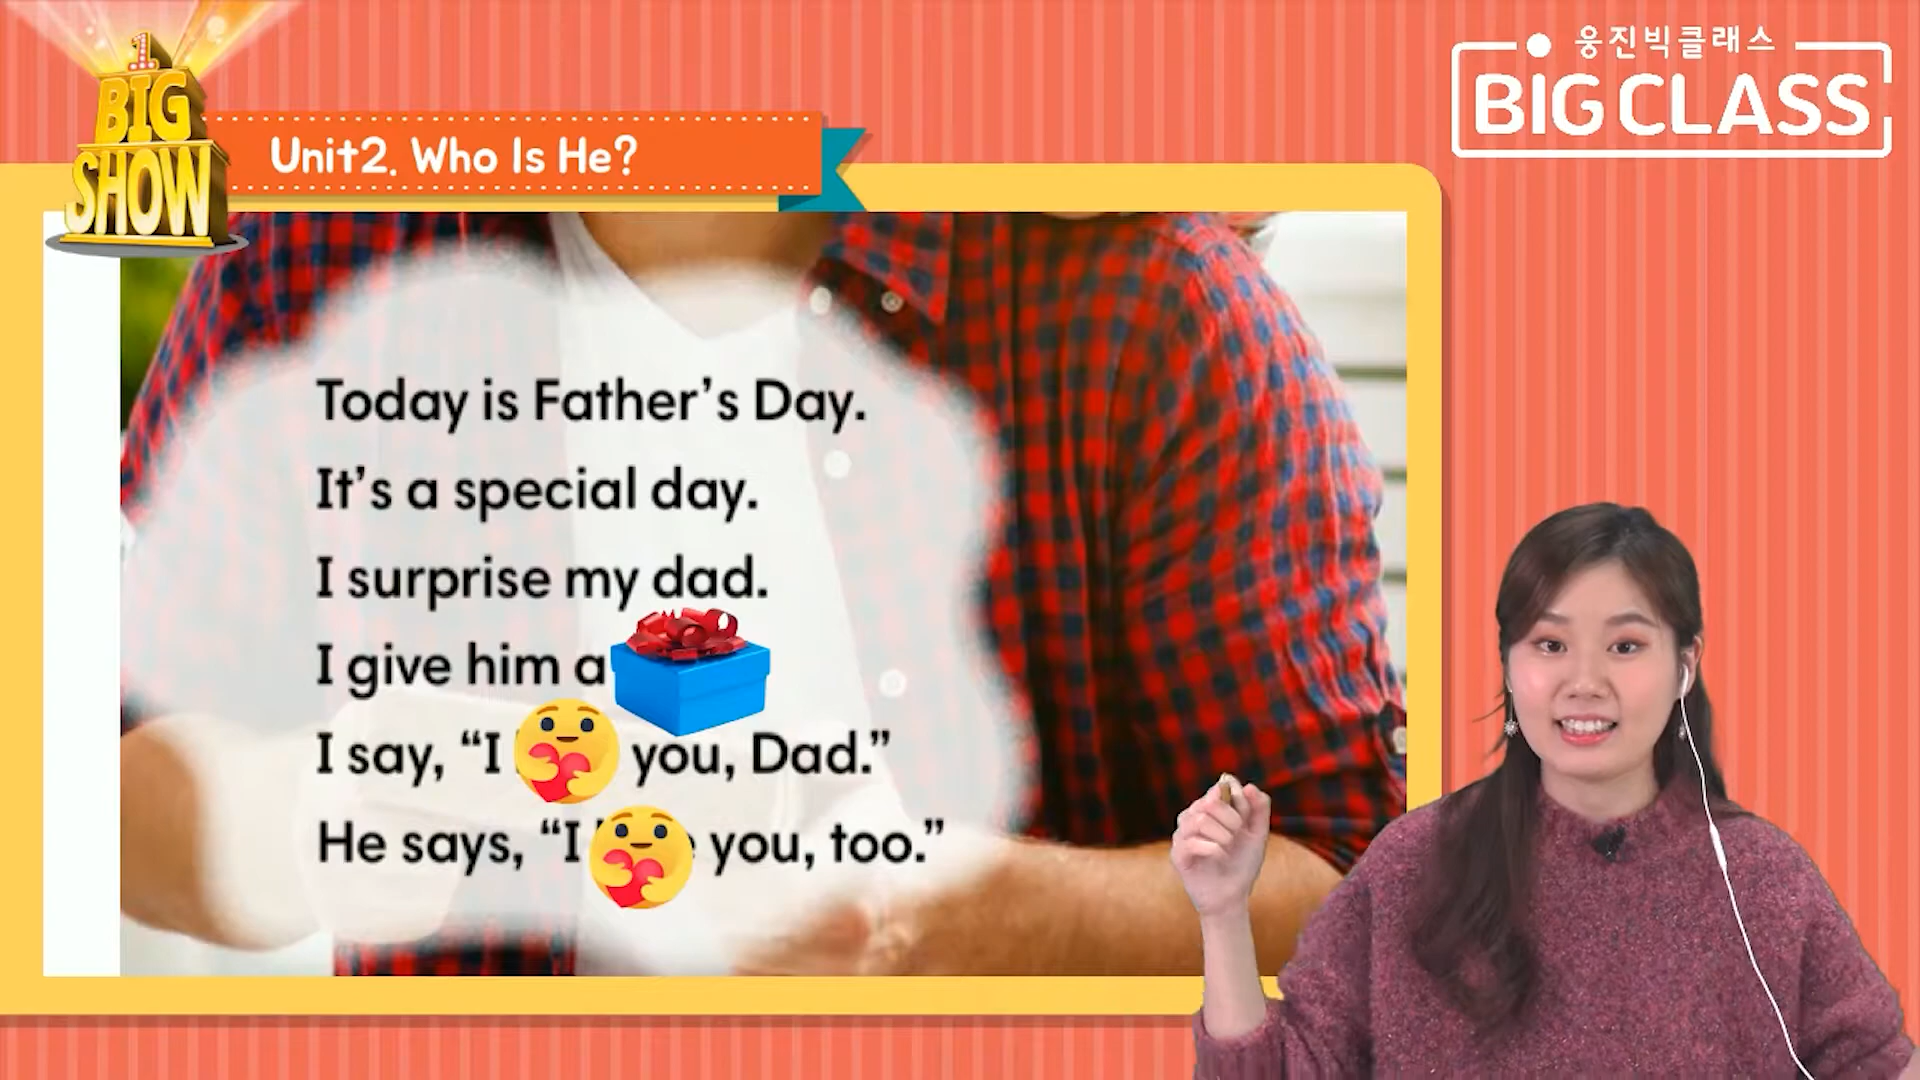 1
BIG
SHOW
Unit2. Who Is He?
웅진빅클래스
BIG CLASS
Today is Father's Day.
It's a special day.
I surprise my dad.
I give him a
I say, “I you, Dad.”
He says, “I you, too.”